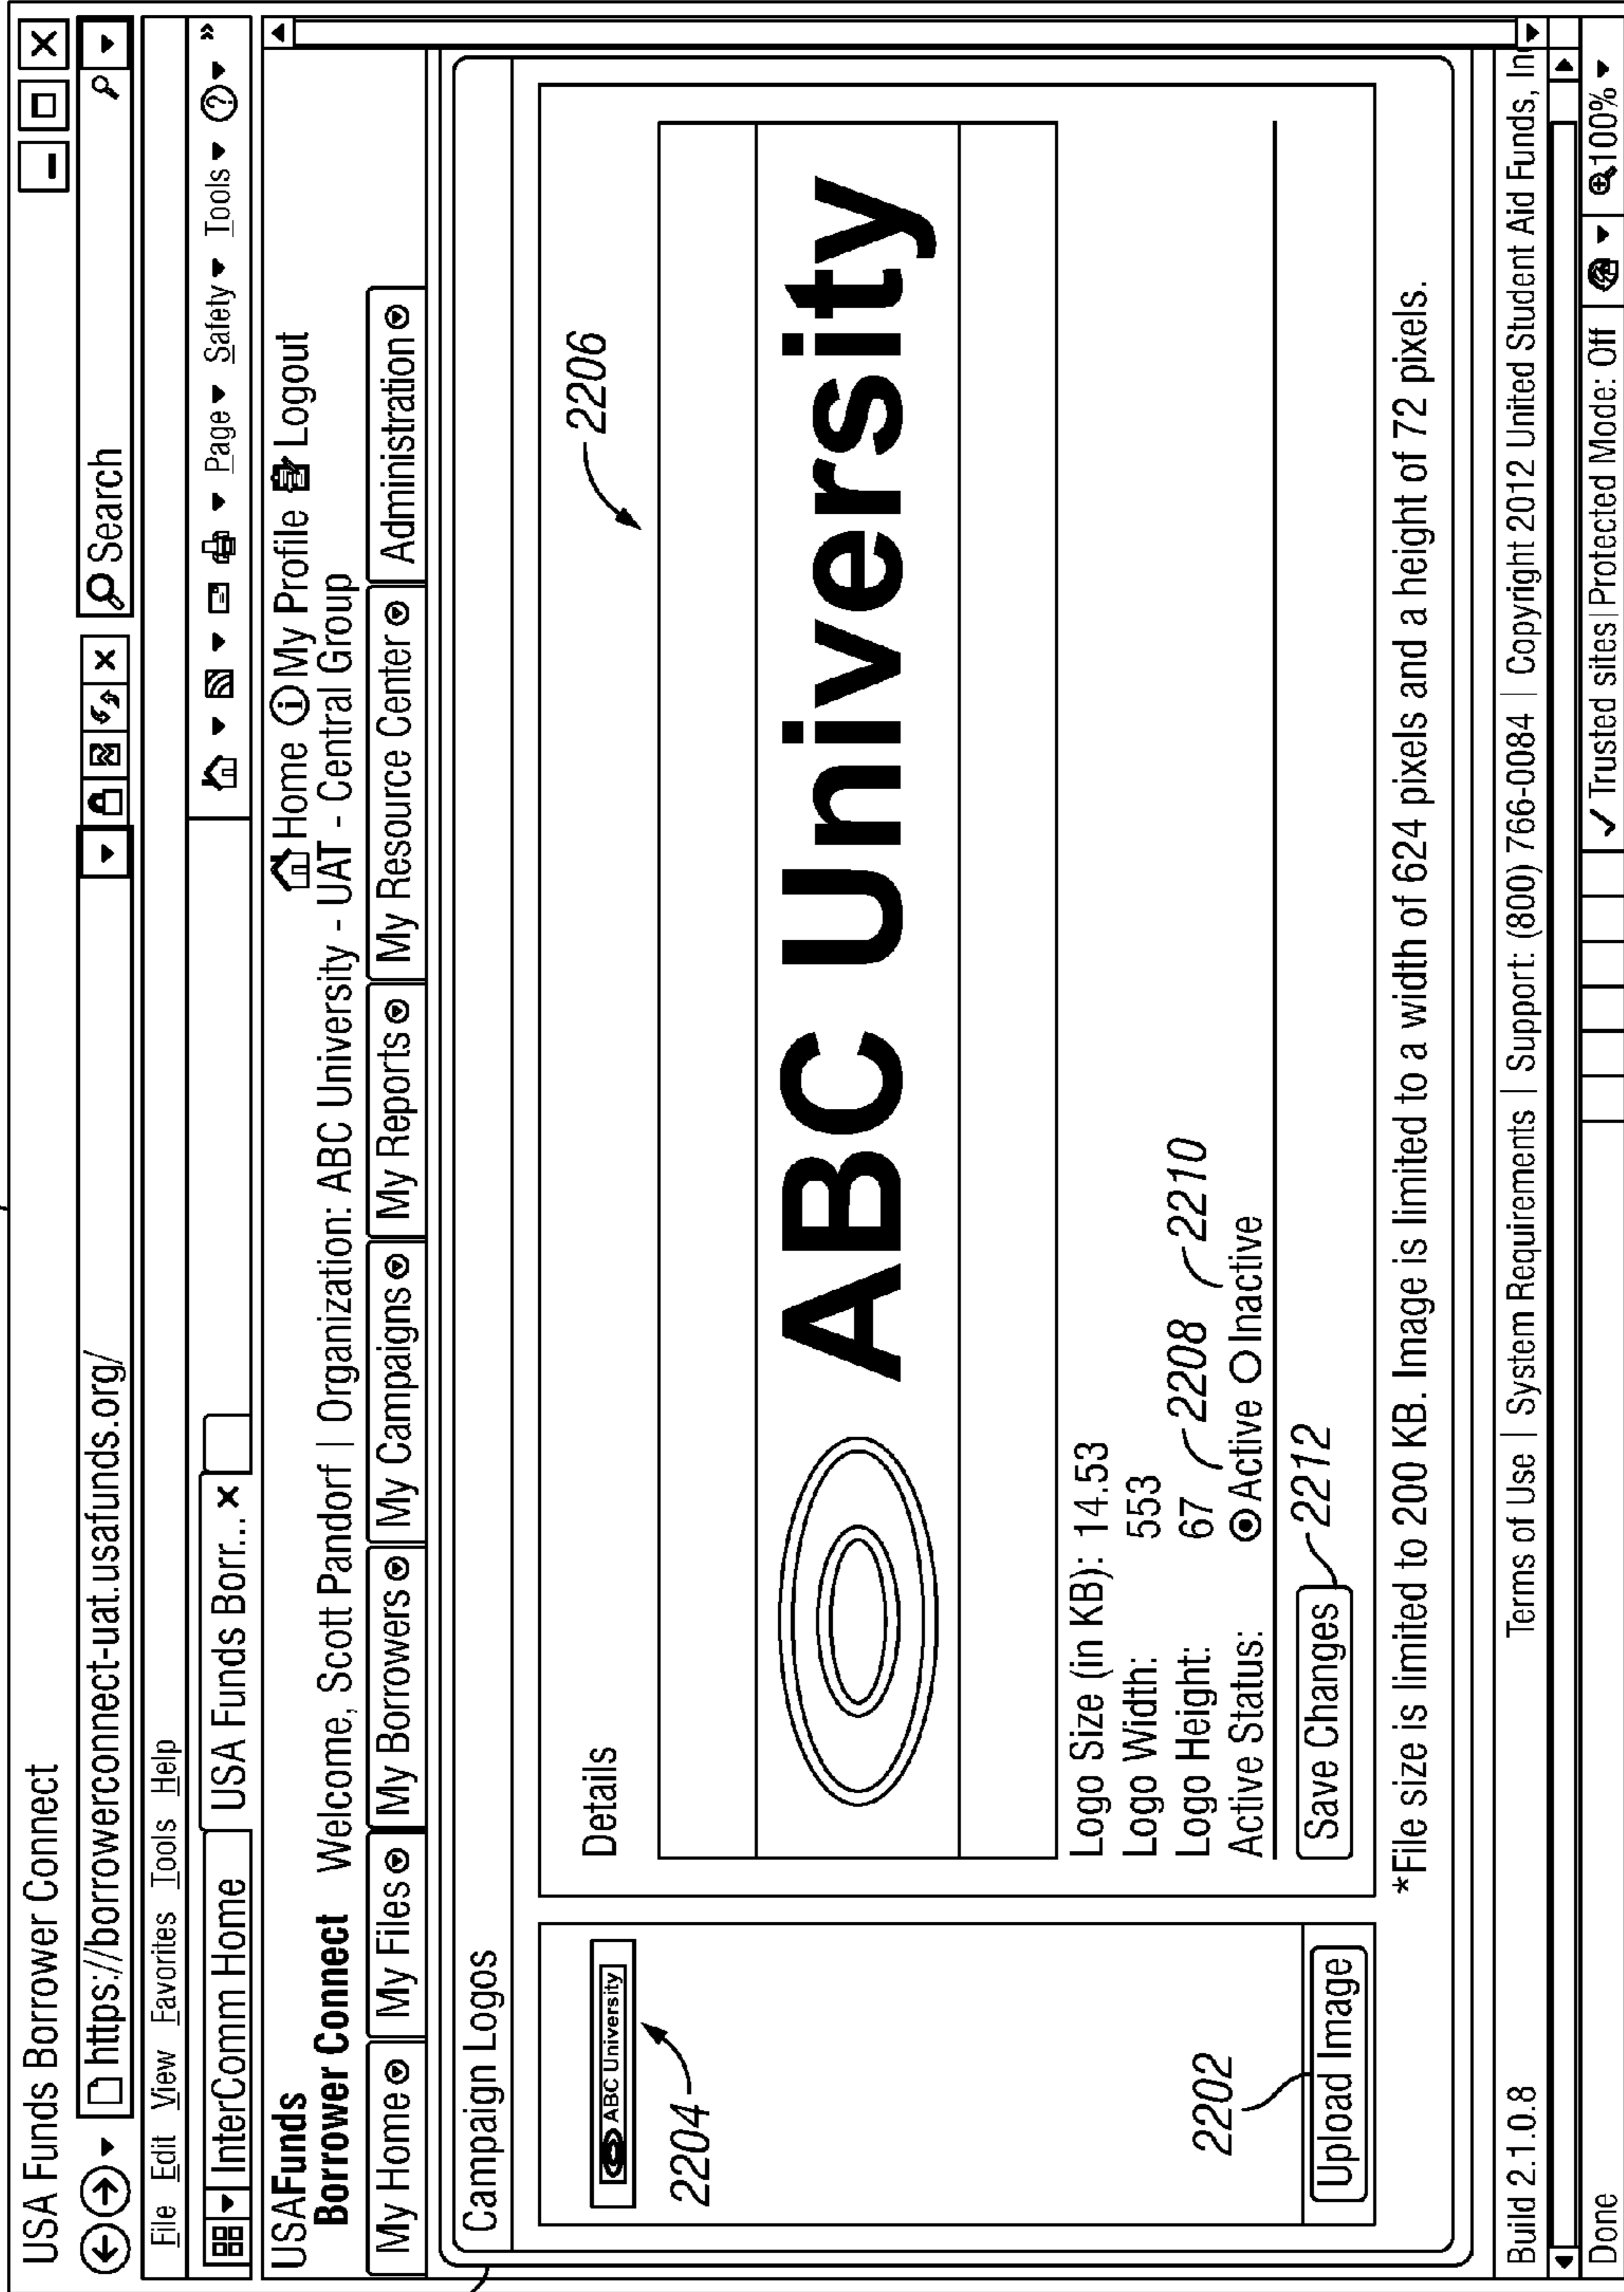 USA Funds Borrower Connect
https://borrowerconnect-uat.usafunds.org/
Search
File Edit View Favorites Tools Help
InterComm Home
USA Funds Borr...
Page Safety Tools
USAFunds
Home My Profile Logout
Borrower Connect
Welcome, Scott Pandorf | Organization: ABC University - UAT - Central Group
My Home My Files My Borrowers My Campaigns My Reports My Resource Center Administration
Campaign Logos
ABC University
2204
2202
Upload Image
Details
2206
ABC University
Logo Size (in KB): 14.53
Logo Width: 553
Logo Height: 67
2208 2210
Active Status: Active Inactive
Save Changes
2212
*File size is limited to 200 KB. Image is limited to a width of 624 pixels and a height of 72 pixels.
Build 2.1.0.8 Terms of Use | System Requirements | Support: (800) 766-0084 | Copyright 2012 United Student Aid Funds, In
Done Trusted sites | Protected Mode: Off 100%